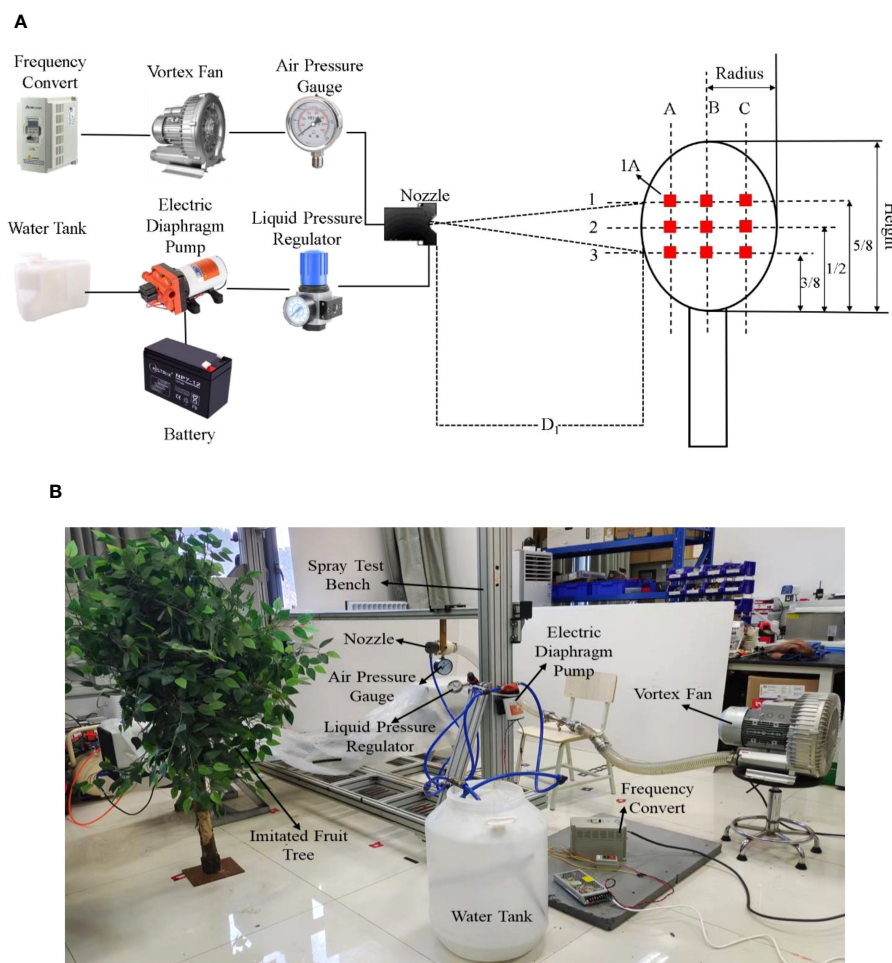 A
Frequency
Convert
Vortex Fan
Air Pressure
Gauge
Radius
A
B
C
1A
Nozzle
1
2
3
Water Tank
Electric
Diaphragm
Pump
Liquid Pressure
Regulator
Height
5/8
1/2
3/8
NP7-12
D₁
Battery
B
Spray Test
Bench
Nozzle
Electric
Diaphragm
Pump
Air Pressure
Gauge
Vortex Fan
Liquid Pressure
Regulator
Frequency
Convert
Imitated Fruit
Tree
Water Tank